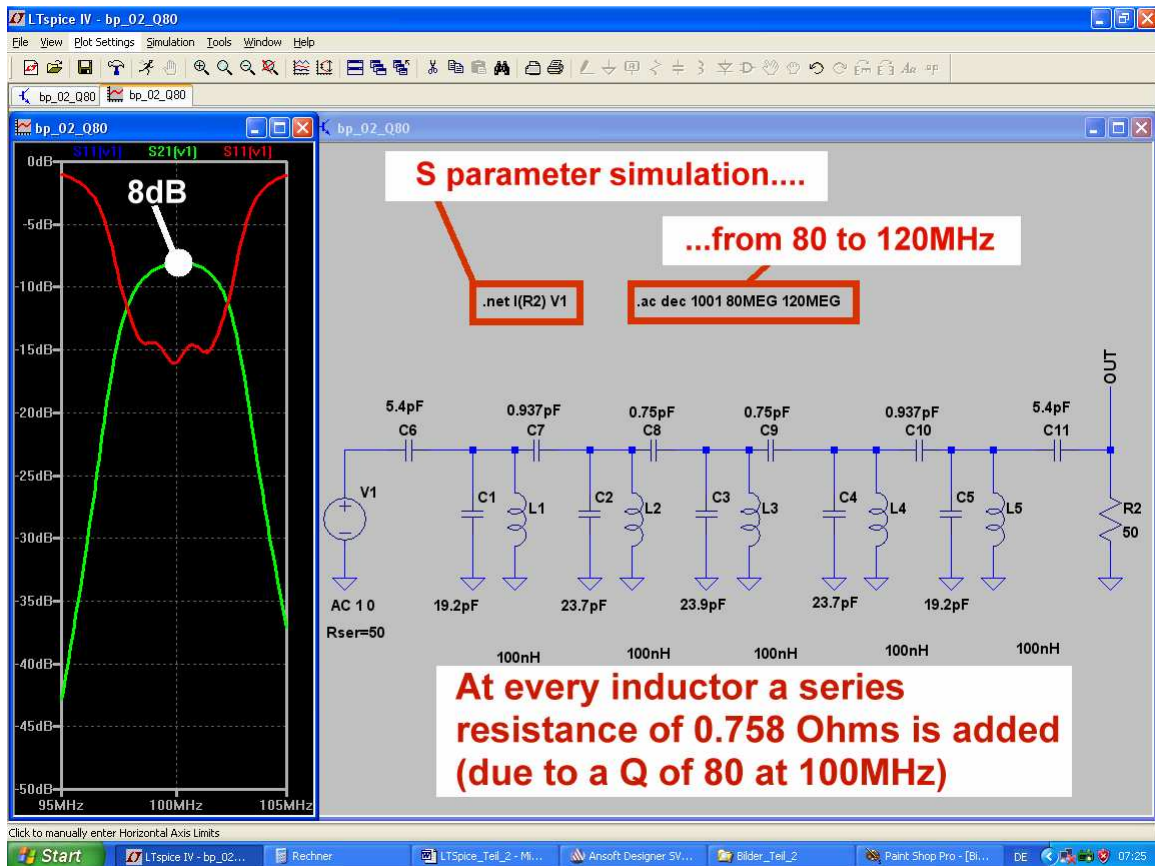 LTspice IV - bp_02_Q80
File View Plot Settings Simulation Tools Window Help
bp_02_Q80 bp_02_Q80
bp_02_Q80
bp_02_Q80
S11(v1) S21(v1) S11(v1)
0dB
-5dB
-10dB
-15dB
-20dB
-25dB
-30dB
-35dB
-40dB
-45dB
-50dB
95MHz 100MHz 105MHz
8dB
S parameter simulation....
...from 80 to 120MHz
.net I(R2) V1 .ac dec 1001 80MEG 120MEG
OUT
5.4pF 0.937pF 0.75pF 0.75pF 0.937pF 5.4pF
C6 C7 C8 C9 C10 C11
V1 C1 L1 C2 L2 C3 L3 C4 L4 C5 L5 R2
50
AC 1 0 19.2pF 23.7pF 23.9pF 23.7pF 19.2pF
Rser=50
100nH 100nH 100nH 100nH 100nH
At every inductor a series
resistance of 0.758 Ohms is added
(due to a Q of 80 at 100MHz)
Click to manually enter Horizontal Axis Limits
Start LTspice IV - bp_02... Rechner LTSpice_Teil_2 - Mi... Ansoft Designer SV... Bilder_Teil_2 Paint Shop Pro - [Bi... DE 07:25